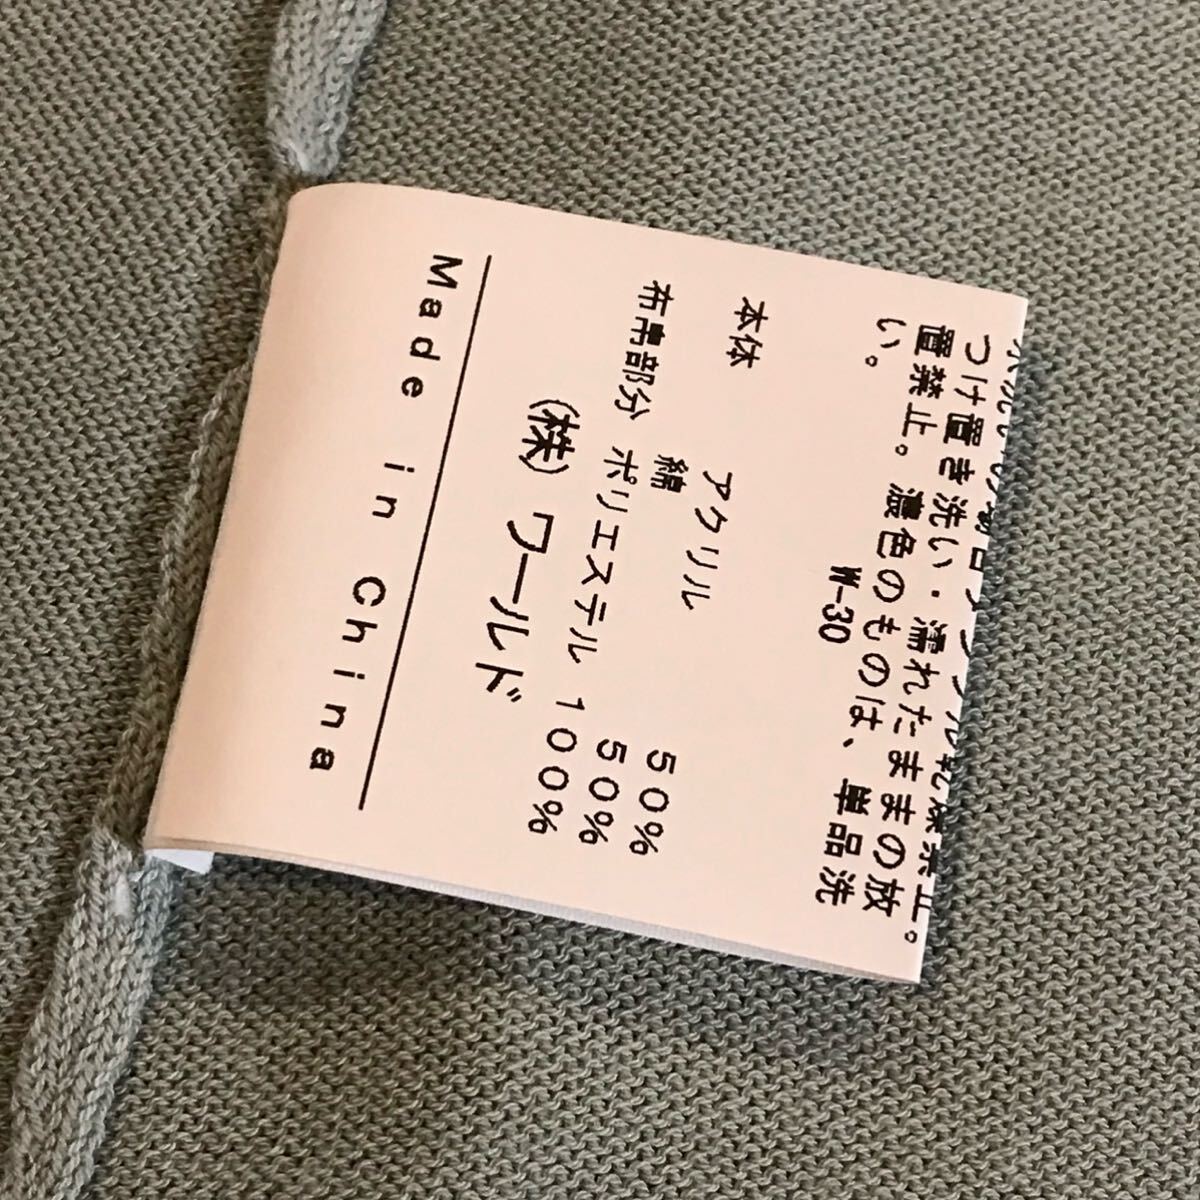 つけ置き洗い・濡れたままの放
置禁止。濃色のものは、単品洗
い。
W-30
本体 アクリル 50%
綿 50%
布帛部分 ポリエステル 100%
(株)ワールド
Made in China